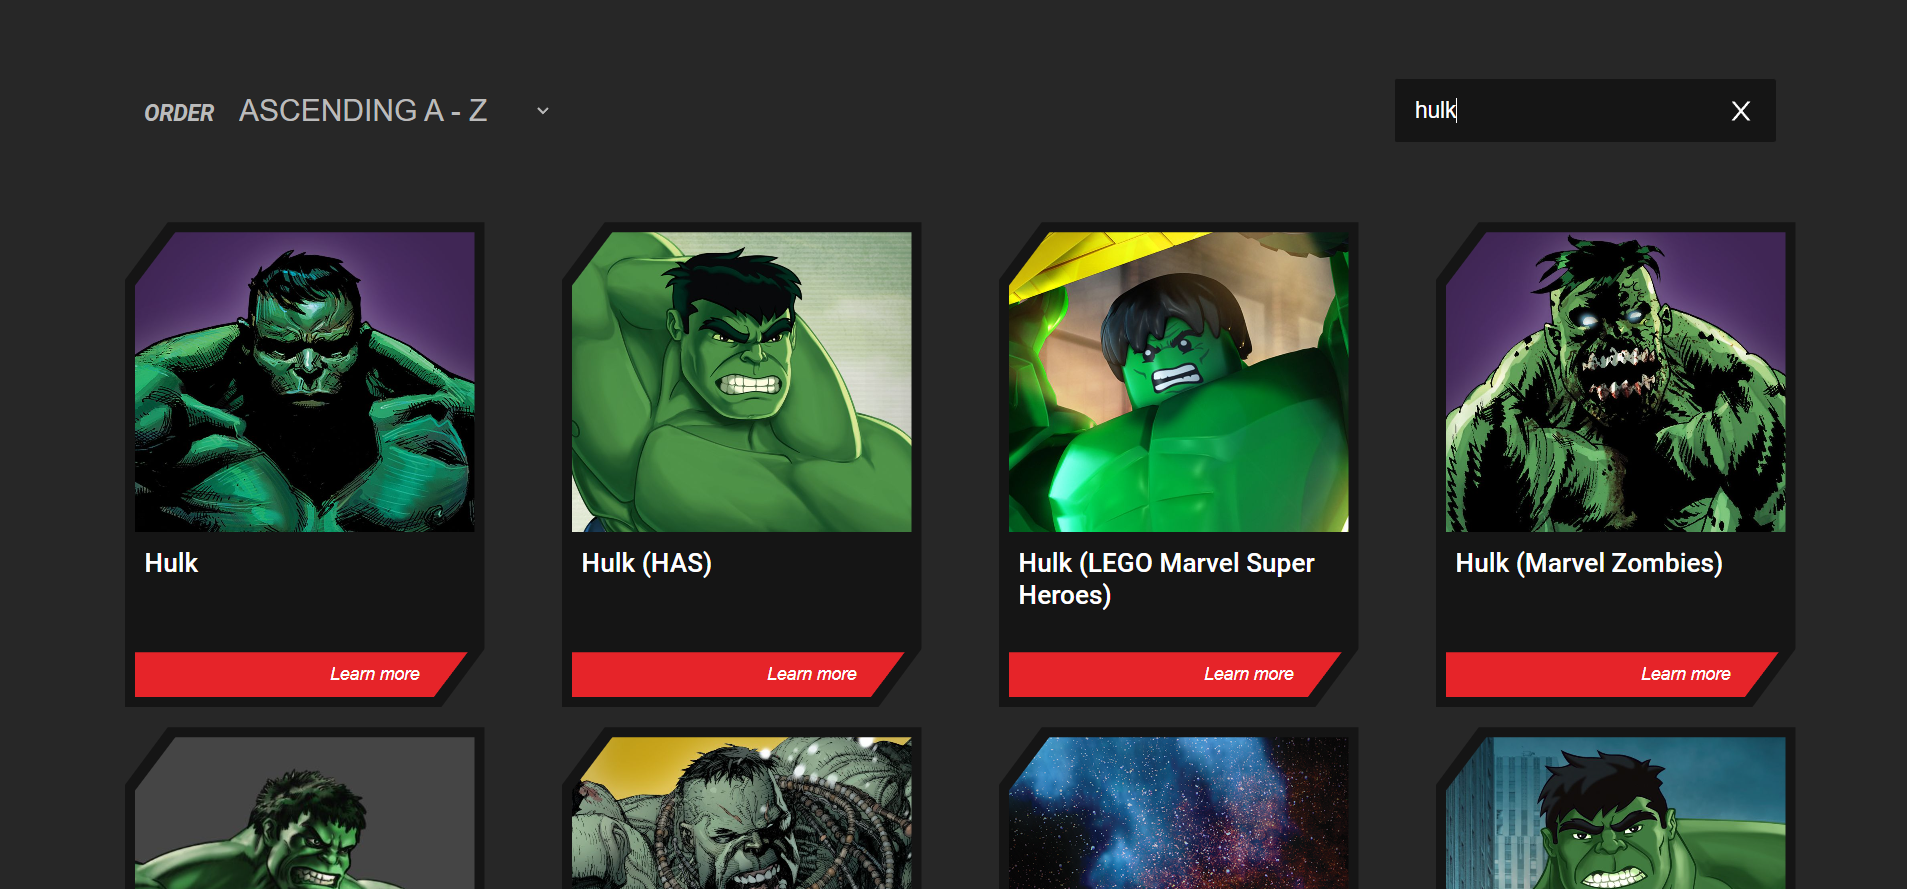 ORDER ASCENDING A - Z
hulk X
Hulk
Hulk (HAS)
Hulk (LEGO Marvel Super
Heroes)
Hulk (Marvel Zombies)
Learn more
Learn more
Learn more
Learn more